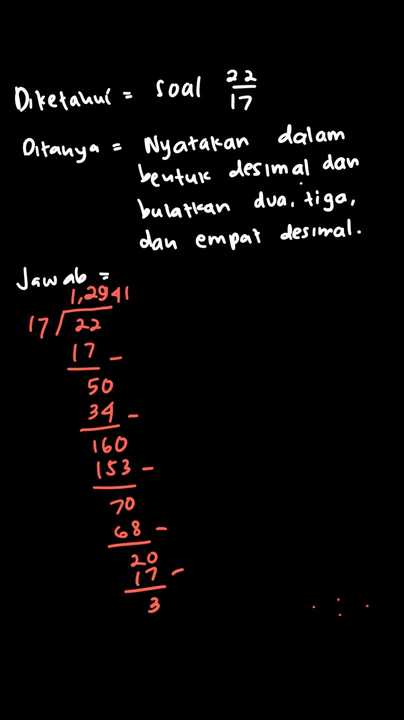 Diketahui = soal 22/17
Ditanya = Nyatakan dalam
bentuk desimal dan
bulatkan dua, tiga,
dan empat desimal.
Jawab =
1,2941
17 / 22
17 –
50
34 –
160
153 –
70
68 –
20
17 –
3